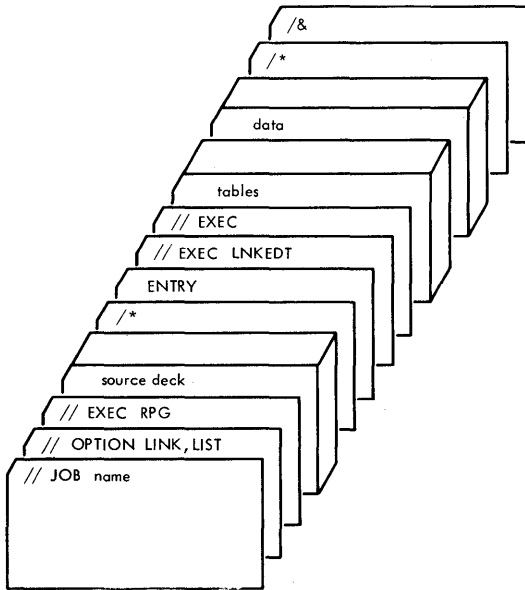 /&
/*
data
tables
// EXEC
// EXEC LNKEDT
ENTRY
/*
source deck
// EXEC RPG
// OPTION LINK,LIST
// JOB name